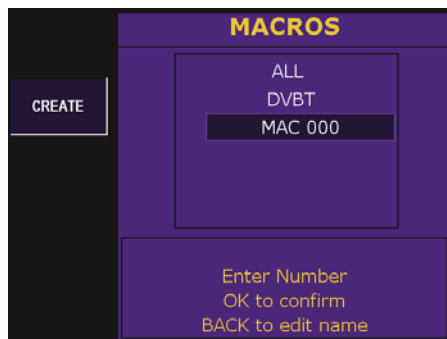 MACROS
ALL
DVBT
CREATE
MAC 000
Enter Number
OK to confirm
BACK to edit name